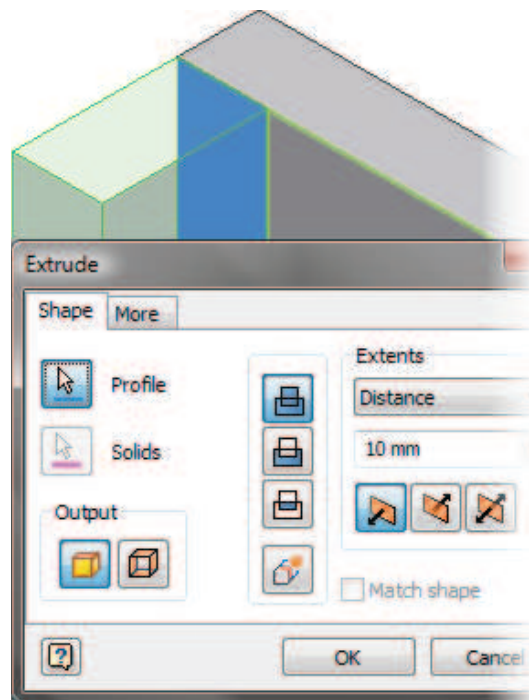 Extrude
Shape More
Extents
Profile
Distance
Solids
10 mm
Output
Match shape
?
OK Cancel